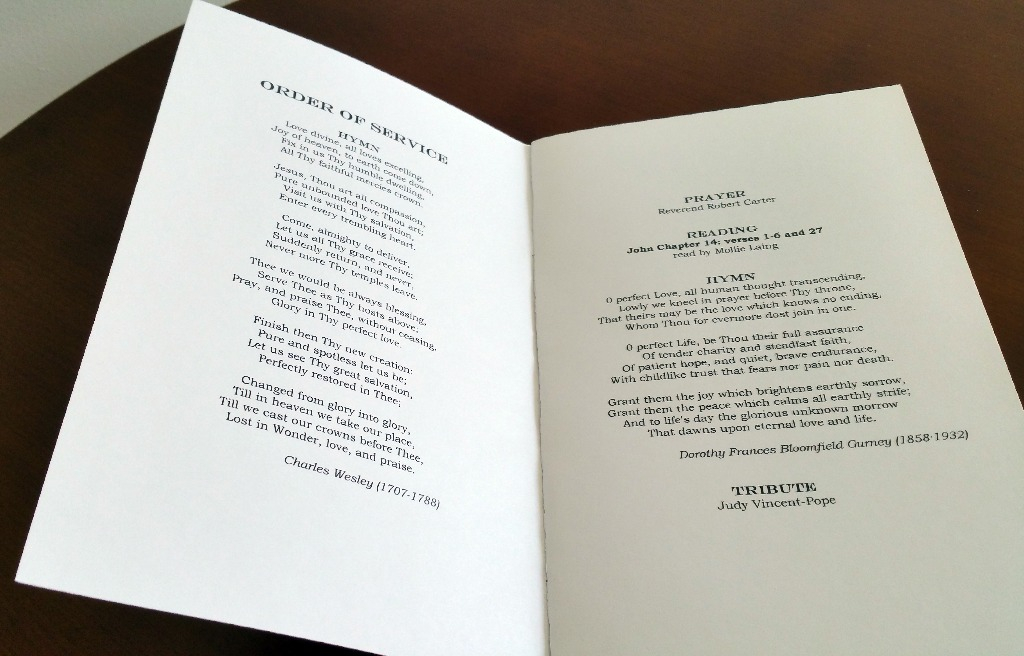 ORDER OF SERVICE
HYMN
Love divine, all loves excelling,
Joy of heaven, to earth come down,
Fix in us Thy humble dwelling,
All Thy faithful mercies crown.
Jesus, Thou art all compassion,
Pure unbounded love Thou art;
Visit us with Thy salvation,
Enter every trembling heart.
Come, almighty to deliver,
Let us all Thy grace receive;
Suddenly return, and never,
Never more Thy temples leave.
Thee we would be always blessing,
Serve Thee as Thy hosts above;
Pray, and praise Thee, without ceasing,
Glory in Thy perfect love.
Finish then Thy new creation:
Pure and spotless let us be;
Let us see Thy great salvation,
Perfectly restored in Thee;
Changed from glory into glory,
'Till in heaven we take our place,
Till we cast our crowns before Thee,
Lost in Wonder, love, and praise.
Charles Wesley (1707-1788)
PRAYER
Reverend Robert Carter
READING
John Chapter 14: verses 1-6 and 27
read by Mollie Laing
HYMN
O perfect Love, all human thought transcending,
Lowly we kneel in prayer before Thy throne,
That theirs may be the love which knows no ending,
Whom Thou for evermore dost join in one.
O perfect Life, be Thou their full assurance
Of tender charity and steadfast faith,
Of patient hope, and quiet, brave endurance,
With childlike trust that fears nor pain nor death.
Grant them the joy which brightens earthly sorrow,
Grant them the peace which calms all earthly strife;
And to life's day the glorious unknown morrow
That dawns upon eternal love and life.
Dorothy Frances Bloomfield Gurney (1858-1932)
TRIBUTE
Judy Vincent-Pope